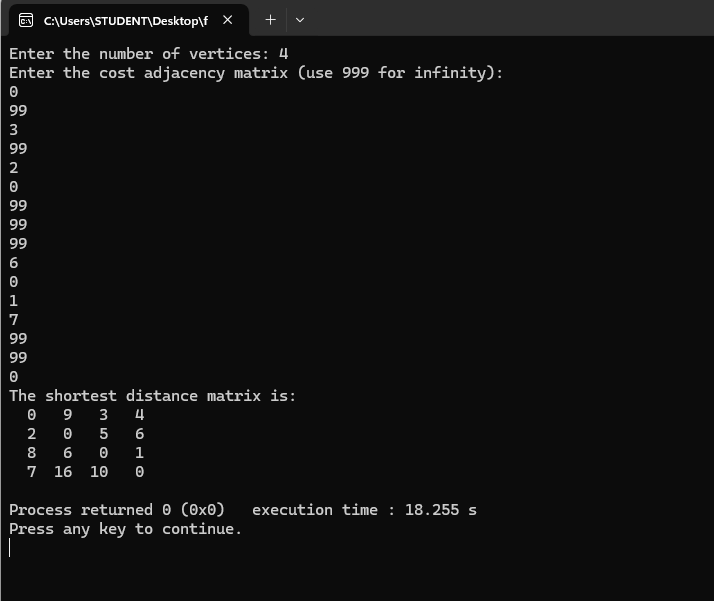 C:\Users\STUDENT\Desktop\f
Enter the number of vertices: 4
Enter the cost adjacency matrix (use 999 for infinity):
0
99
3
99
2
0
99
99
99
6
0
1
7
99
99
0
The shortest distance matrix is:
0 9 3 4
2 0 5 6
8 6 0 1
7 16 10 0
Process returned 0 (0x0) execution time : 18.255 s
Press any key to continue.